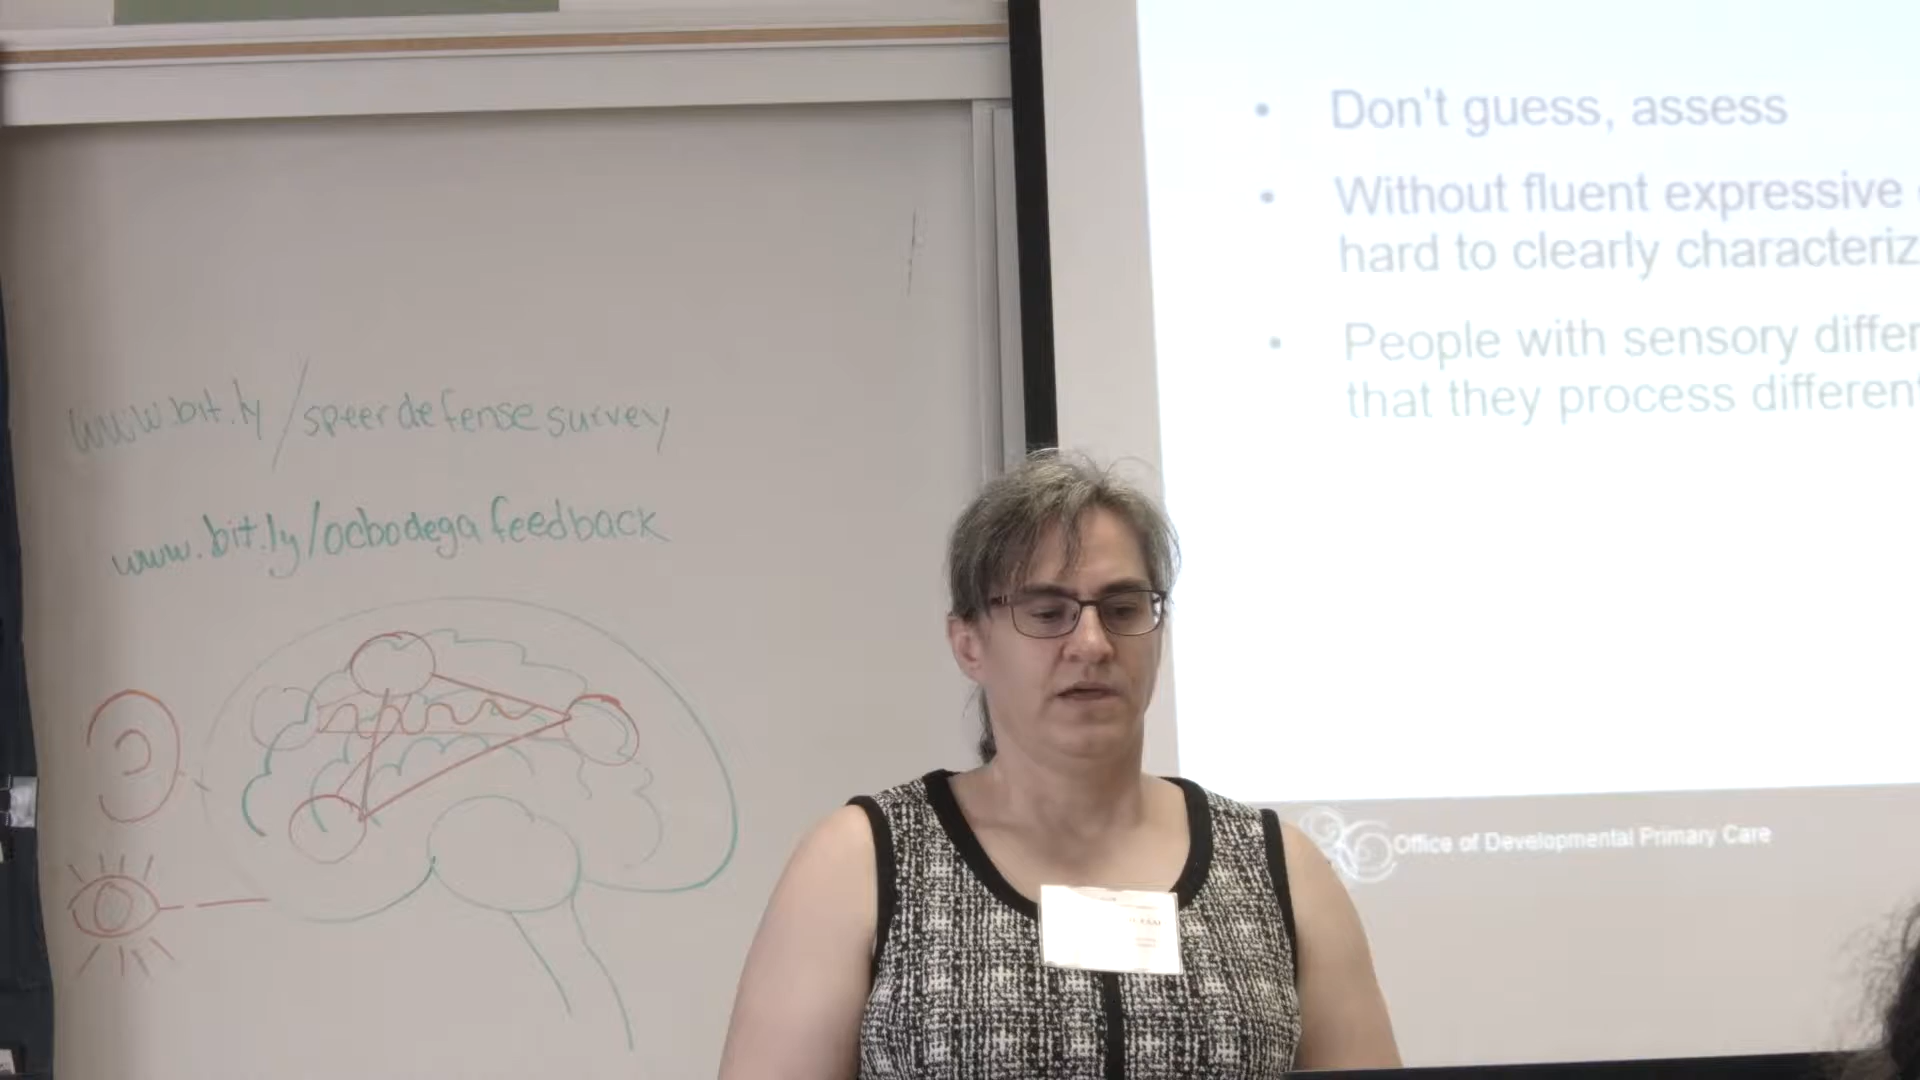 www.bit.ly/speerdefensesurvey
www.bit.ly/ocbodegafeedback
• Don't guess, assess
• Without fluent expressive
hard to clearly characteriz
• People with sensory differ
that they process different
Office of Developmental Primary Care